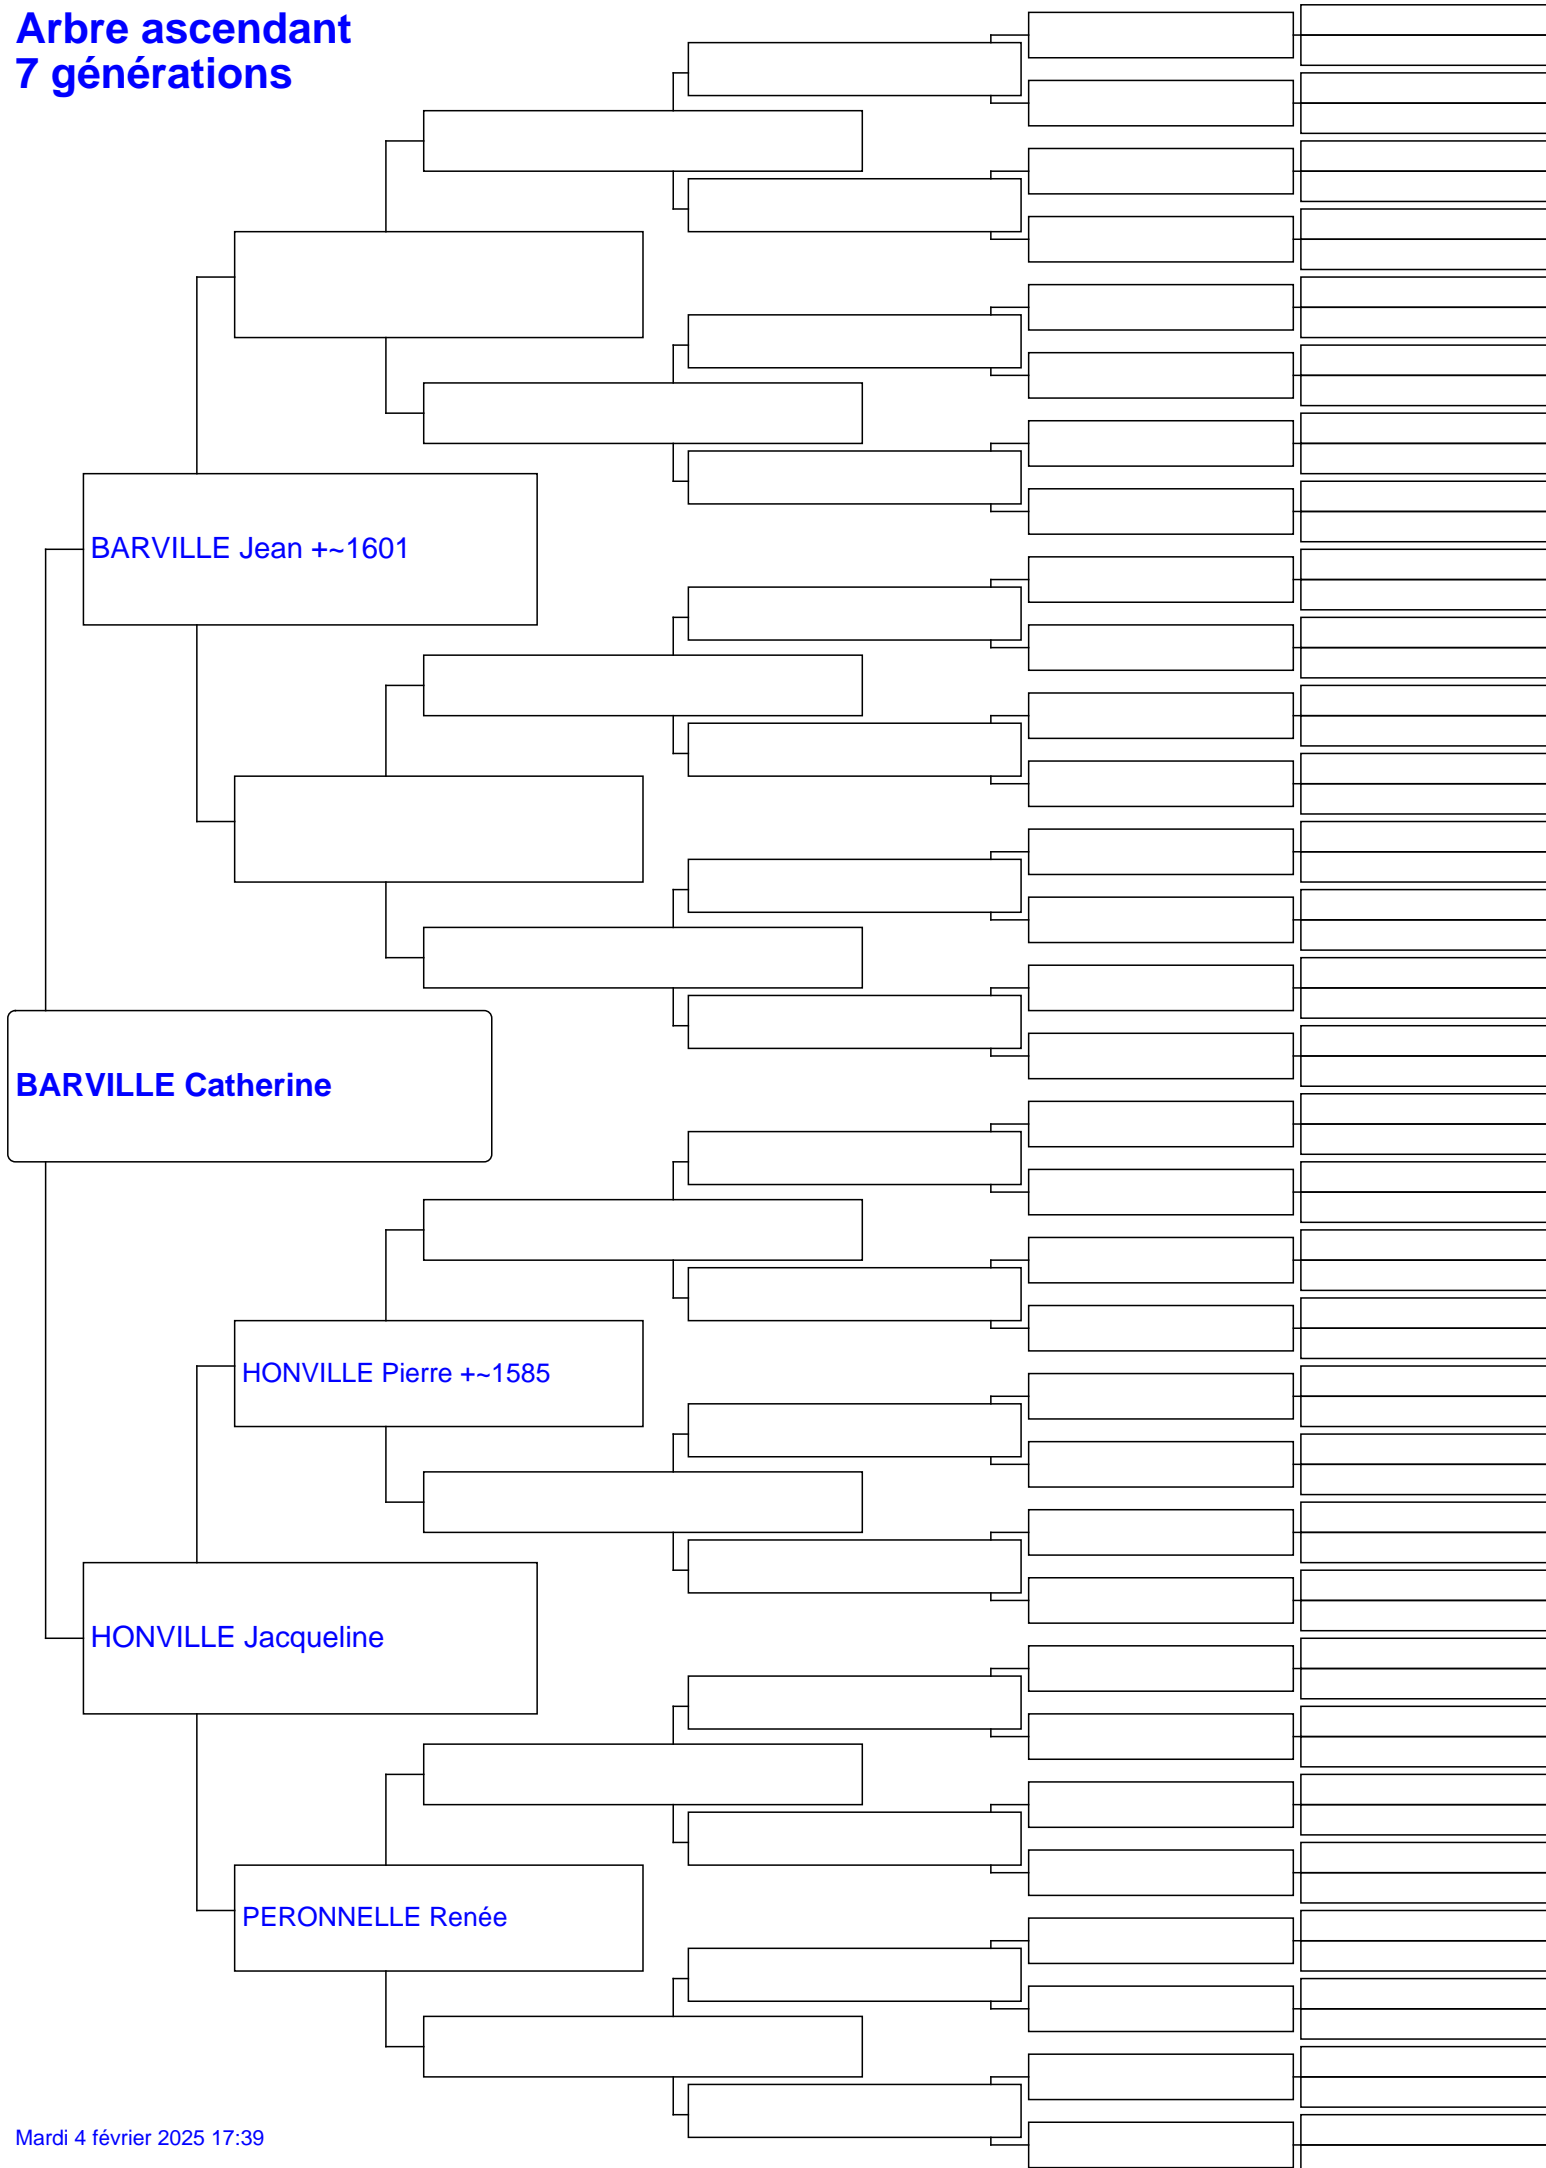 Arbre ascendant
7 générations
BARVILLE Jean +~1601
BARVILLE Catherine
HONVILLE Pierre +~1585
HONVILLE Jacqueline
PERONNELLE Renée
Mardi 4 février 2025 17:39